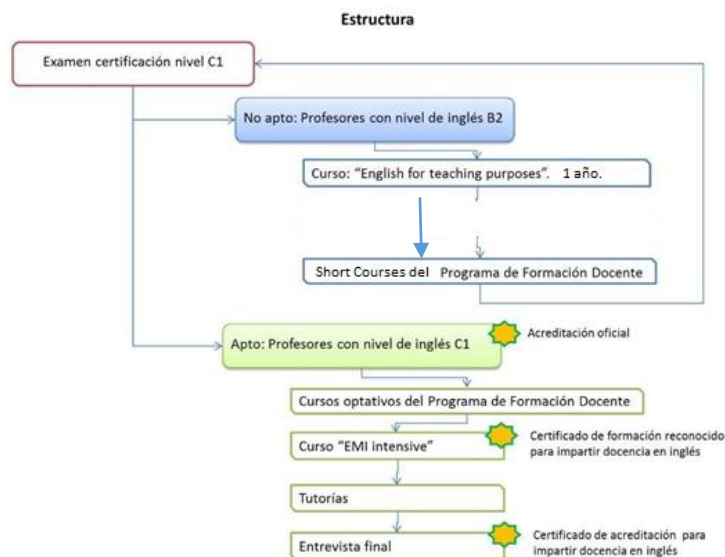 Estructura
Examen certificación nivel C1
No apto: Profesores con nivel de inglés B2
Curso: “English for teaching purposes”. 1 año.
Short Courses del Programa de Formación Docente
Apto: Profesores con nivel de inglés C1
Acreditación oficial
Cursos optativos del Programa de Formación Docente
Curso “EMI intensive”
Certificado de formación reconocido
para impartir docencia en inglés
Tutorías
Entrevista final
Certificado de acreditación para
impartir docencia en inglés